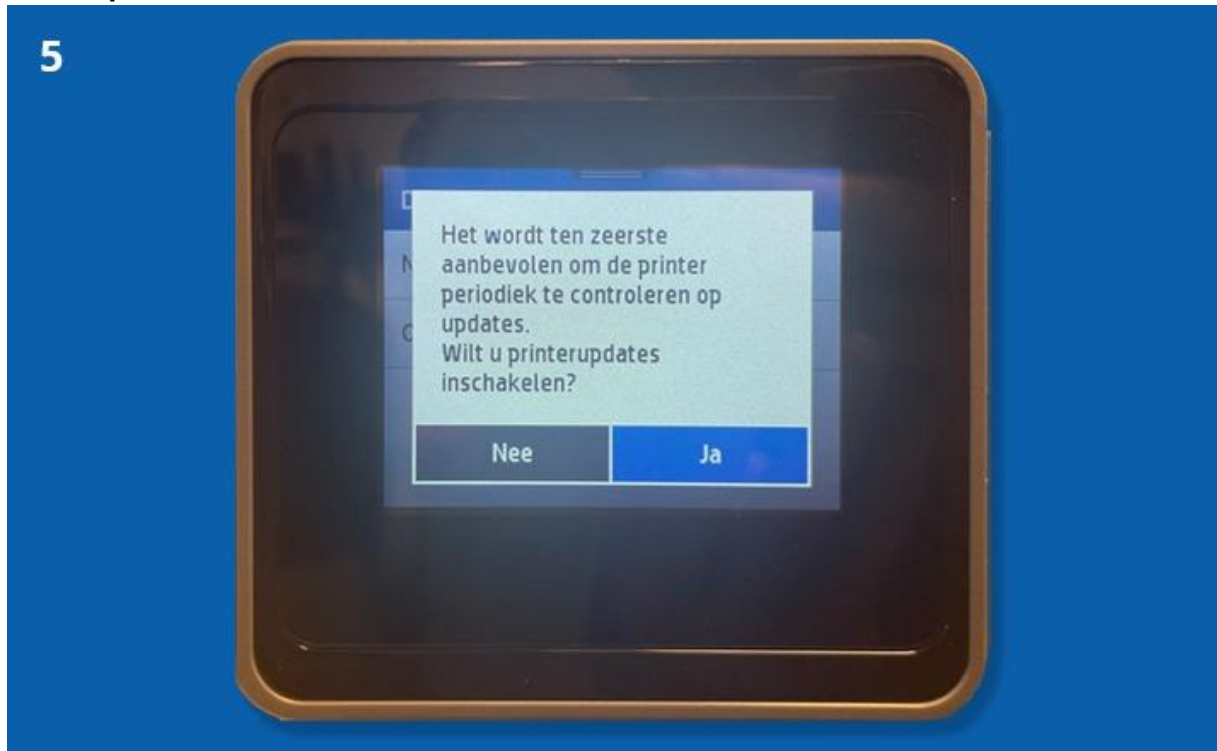 5
Het wordt ten zeerste
aanbevolen om de printer
periodiek te controleren op
updates.
Wilt u printerupdates
inschakelen?
Nee
Ja